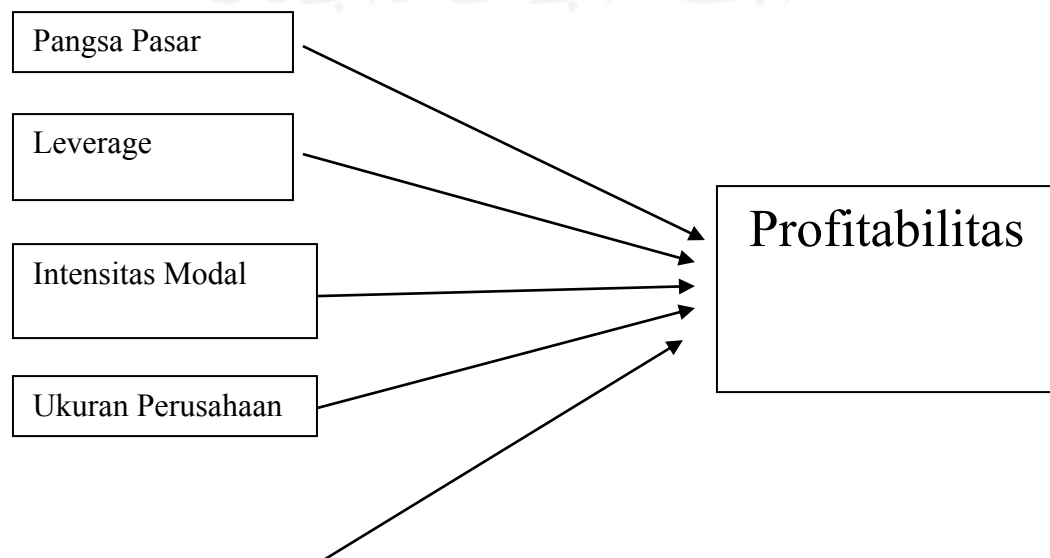 Pangsa Pasar
Leverage
Profitabilitas
Intensitas Modal
Ukuran Perusahaan